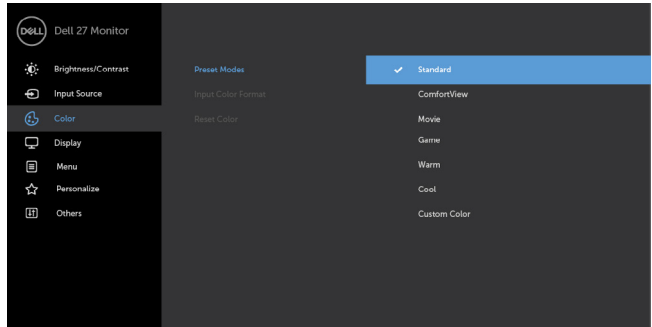 DELL Dell 27 Monitor
Brightness/Contrast Preset Modes Standard
Input Source Input Color Format ComfortView
Color Reset Color Movie
Display Game
Menu Warm
Personalize Cool
Others Custom Color